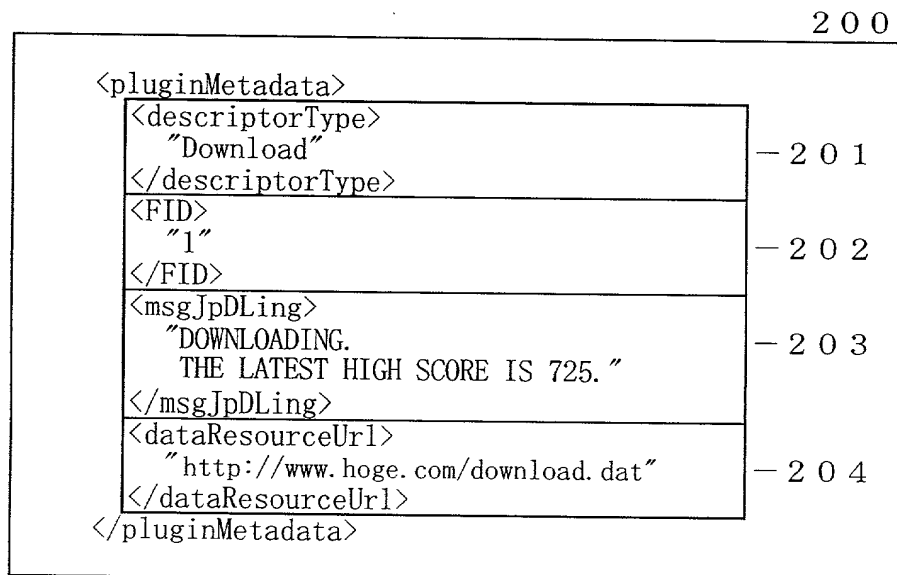 200
<pluginMetadata>
<descriptorType>
"Download"
</descriptorType>
201
<FID>
"1"
</FID>
202
<msgJpDLing>
"DOWNLOADING.
THE LATEST HIGH SCORE IS 725."
</msgJpDLing>
203
<dataResourceUrl>
"http://www.hoge.com/download.dat"
</dataResourceUrl>
204
</pluginMetadata>